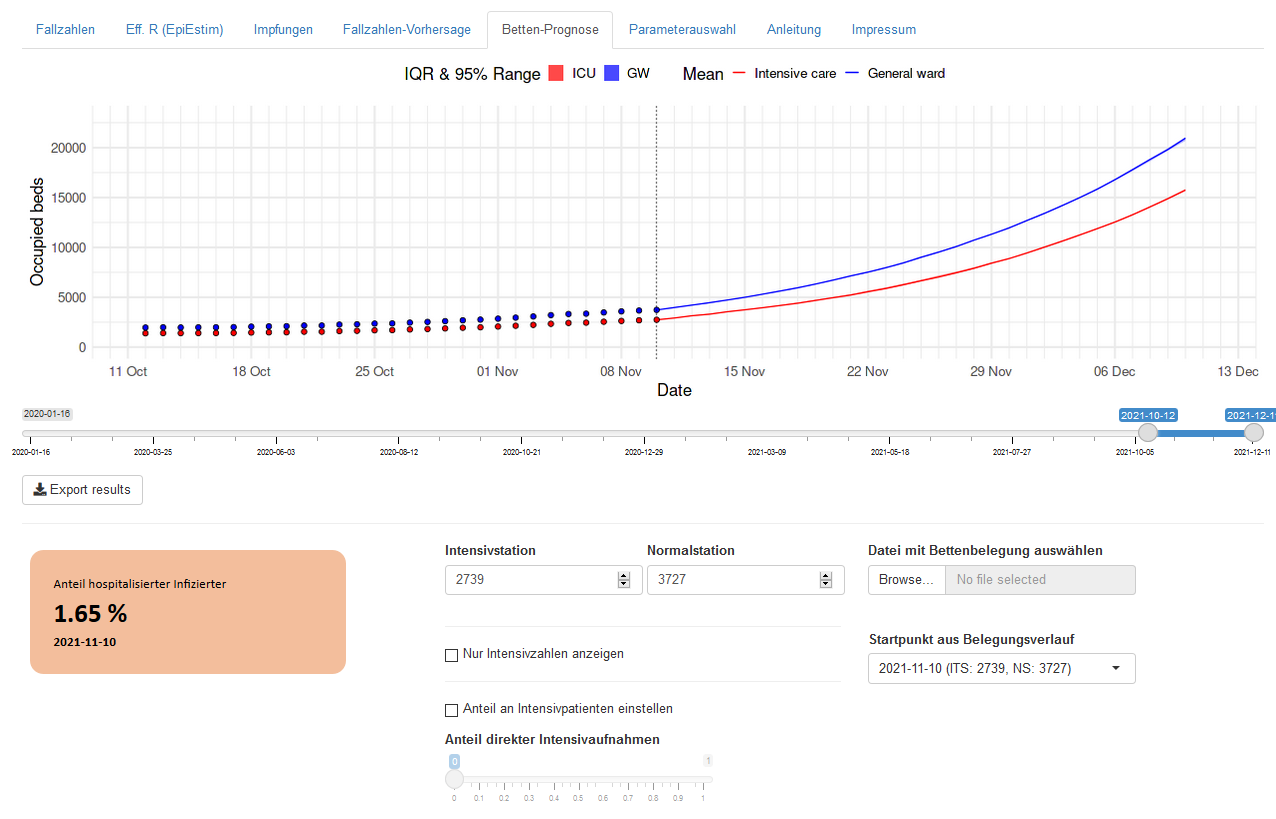 Fallzahlen Eff. R (EpiEstim) Impfungen Fallzahlen-Vorhersage Betten-Prognose Parameterauswahl Anleitung Impressum
IQR & 95% Range ICU GW Mean Intensive care General ward
Occupied beds
20000
15000
10000
5000
0
11 Oct 18 Oct 25 Oct 01 Nov 08 Nov 15 Nov 22 Nov 29 Nov 06 Dec 13 Dec
Date
2020-01-16 2021-10-12 2021-12-11
2020-01-16 2020-03-25 2020-06-03 2020-08-12 2020-10-21 2020-12-29 2021-03-09 2021-05-18 2021-07-27 2021-10-05 2021-12-11
Export results
Anteil hospitalisierter Infizierter
1.65 %
2021-11-10
Intensivstation Normalstation
2739 3727
Nur Intensivzahlen anzeigen
Anteil an Intensivpatienten einstellen
Anteil direkter Intensivaufnahmen
0 1
0 0.1 0.2 0.3 0.4 0.5 0.6 0.7 0.8 0.9 1
Datei mit Bettenbelegung auswählen
Browse... No file selected
Startpunkt aus Belegungsverlauf
2021-11-10 (ITS: 2739, NS: 3727)